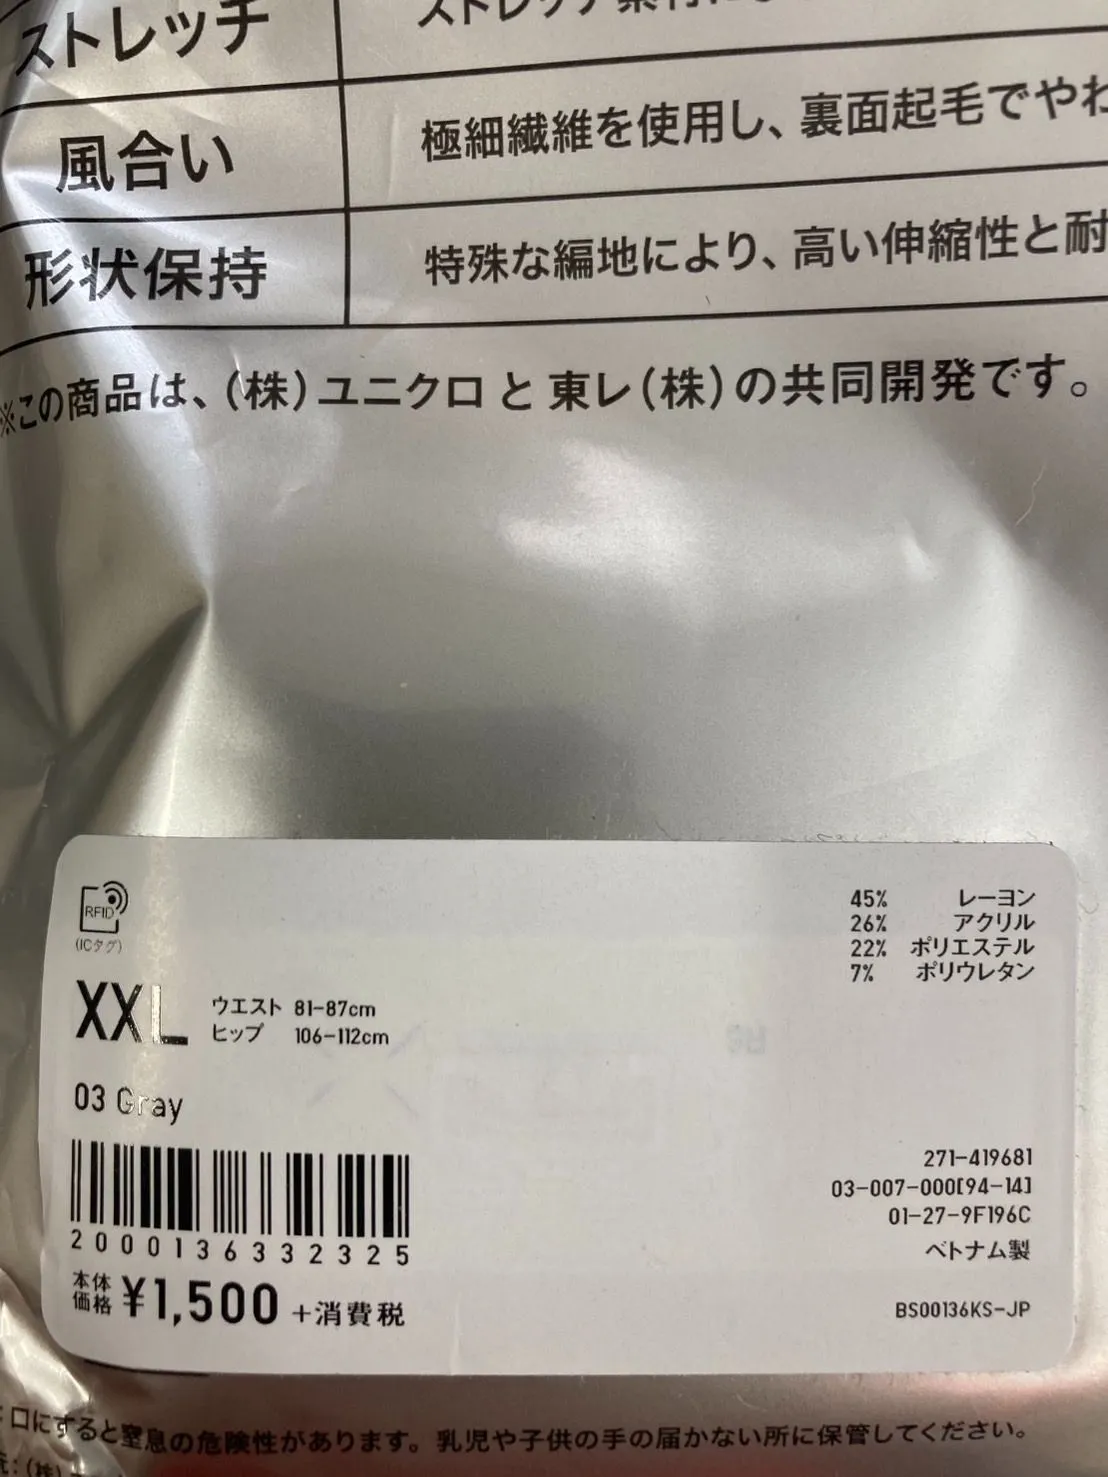 ストレッチ
風合い 極細繊維を使用し、裏面起毛でやわ
形状保持 特殊な編地により、高い伸縮性と耐
※この商品は、(株)ユニクロと東レ(株)の共同開発です。
RFID
(ICタグ)
45% レーヨン
26% アクリル
22% ポリエステル
7% ポリウレタン
XXL
ウエスト 81-87cm
ヒップ 106-112cm
03 Gray
2000136332325
本体価格 ¥1,500 +消費税
271-419681
03-007-000[94-14]
01-27-9F196C
ベトナム製
BS00136KS-JP
口にすると窒息の危険性があります。乳児や子供の手の届かない所に保管してください。
(株)